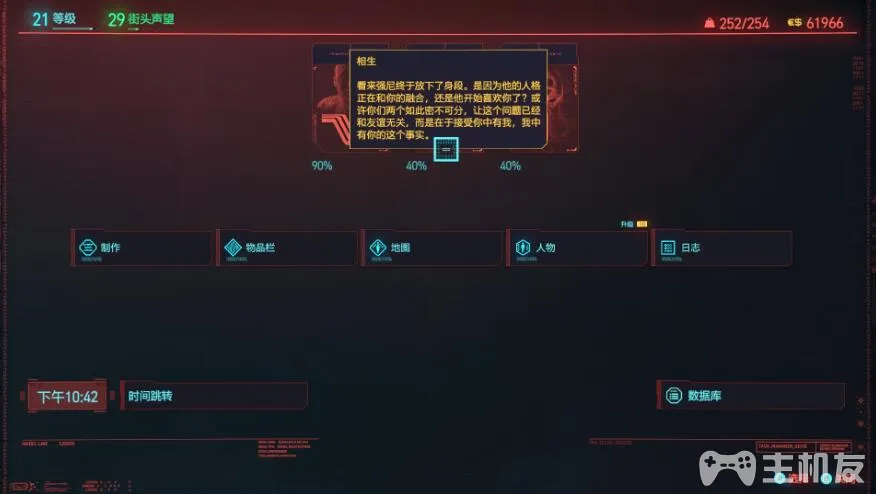 21 等级
29 街头声望
252/254
€$ 61966
相生
看来强尼终于放下了身段。是因为他的人格
正在和你的融合，还是他开始喜欢你了？或
许你们两个如此密不可分，让这个问题已经
和友谊无关，而是在于接受你中有我，我中
有你的这个事实。
90%
40%
40%
升级
制作
物品栏
地图
人物
日志
下午10:42
时间跳转
数据库
主机友